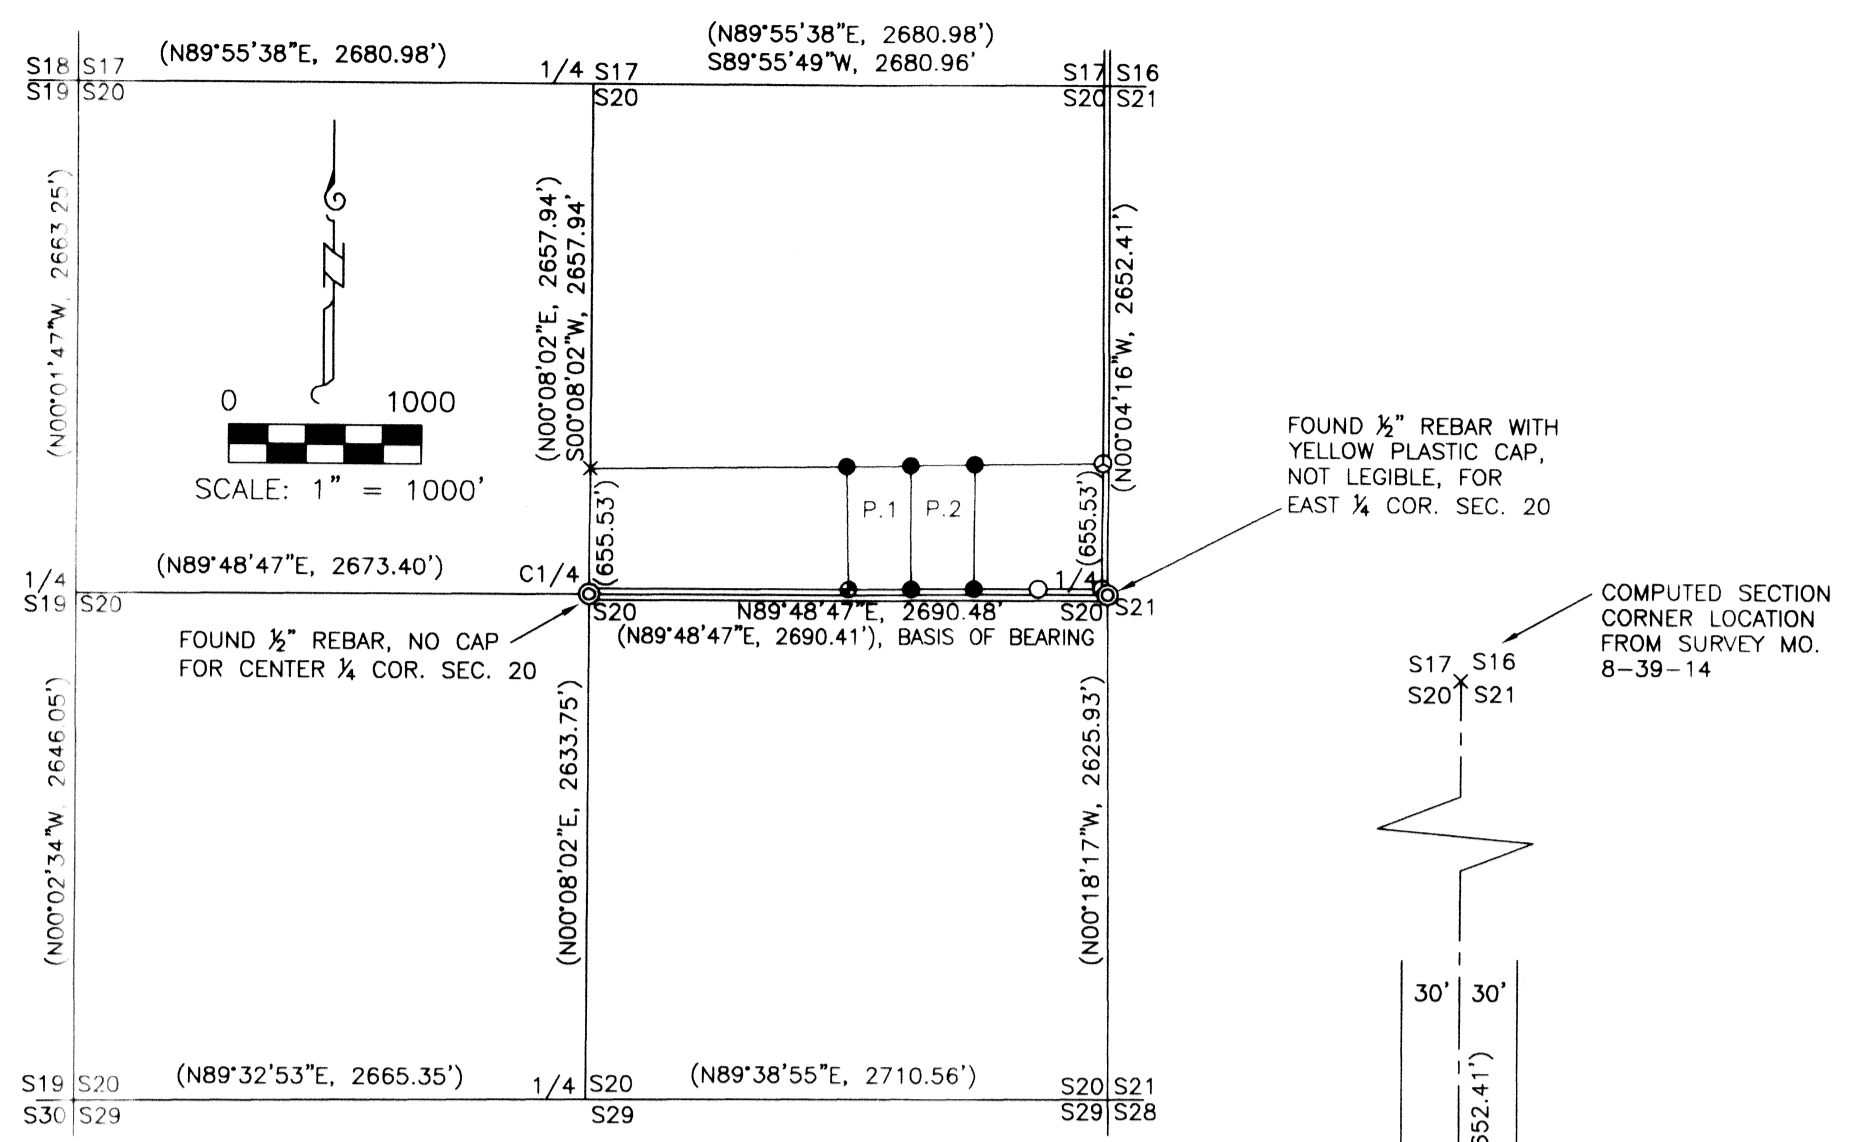 (N89°55'38"E, 2680.98')
(N89°55'38"E, 2680.98')
S89°55'49"W, 2680.96'
S18 S17
S19 S20
1/4 S17
S20
S17 S16
S20 S21
(N00°01'47"W, 2663.25')
(N00°08'02"E, 2657.94')
S00°08'02"W, 2657.94'
(N00°04'16"W, 2652.41')
0 1000
SCALE: 1" = 1000'
P.1 P.2
(655.53')
(655.53')
FOUND ½" REBAR WITH
YELLOW PLASTIC CAP,
NOT LEGIBLE, FOR
EAST ¼ COR. SEC. 20
(N89°48'47"E, 2673.40')
1/4
S19 S20
C1/4
S20
1/4
S20 S21
N89°48'47"E, 2690.48'
(N89°48'47"E, 2690.41'), BASIS OF BEARING
FOUND ½" REBAR, NO CAP
FOR CENTER ¼ COR. SEC. 20
COMPUTED SECTION
CORNER LOCATION
FROM SURVEY MO.
8-39-14
S17 S16
S20 S21
(N00°02'34"W, 2646.05')
(N00°08'02"E, 2633.75')
(N00°18'17"W, 2625.93')
30' 30'
652.41')
(N89°32'53"E, 2665.35')
(N89°38'55"E, 2710.56')
S19 S20
S30 S29
1/4 S20
S29
S20 S21
S29 S28